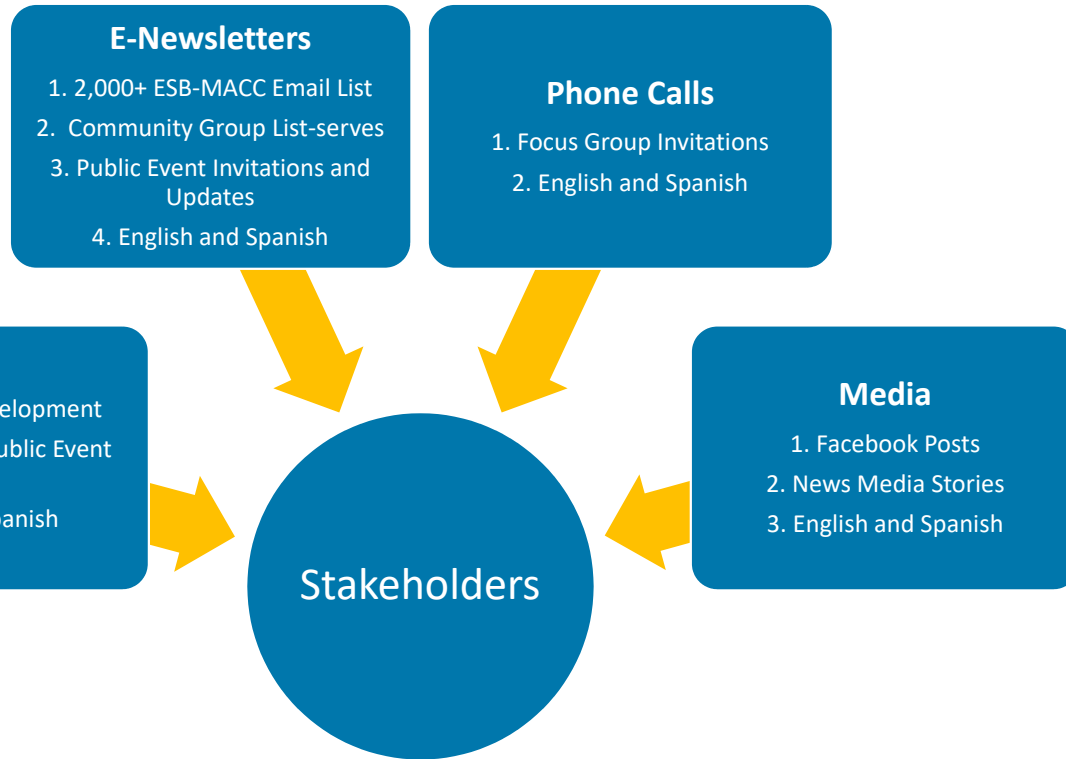 E-Newsletters
1. 2,000+ ESB-MACC Email List
2. Community Group List-serves
3. Public Event Invitations and
Updates
4. English and Spanish
Phone Calls
1. Focus Group Invitations
2. English and Spanish
Public Event
Media
1. Facebook Posts
2. News Media Stories
3. English and Spanish
Stakeholders